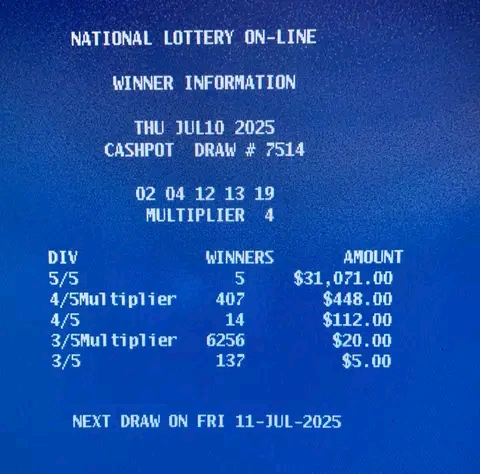 NATIONAL LOTTERY ON-LINE
WINNER INFORMATION
THU JUL10 2025
CASHPOT DRAW # 7514
02 04 12 13 19
MULTIPLIER 4
DIV WINNERS AMOUNT
5/5 5 $31,071.00
4/5Multiplier 407 $448.00
4/5 14 $112.00
3/5Multiplier 6256 $20.00
3/5 137 $5.00
NEXT DRAW ON FRI 11-JUL-2025